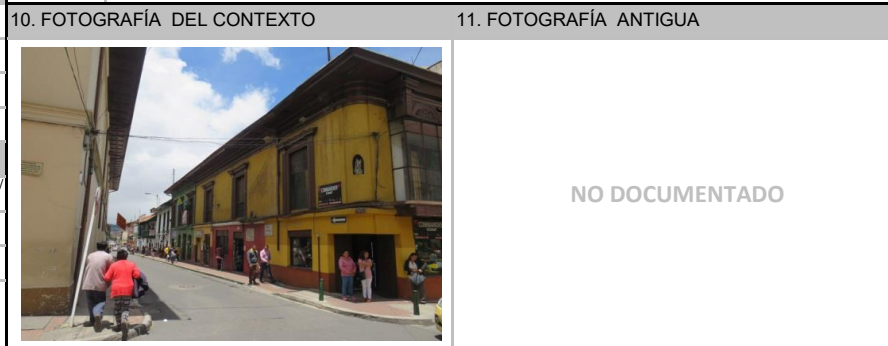 10. FOTOGRAFÍA DEL CONTEXTO
11. FOTOGRAFÍA ANTIGUA
NO DOCUMENTADO